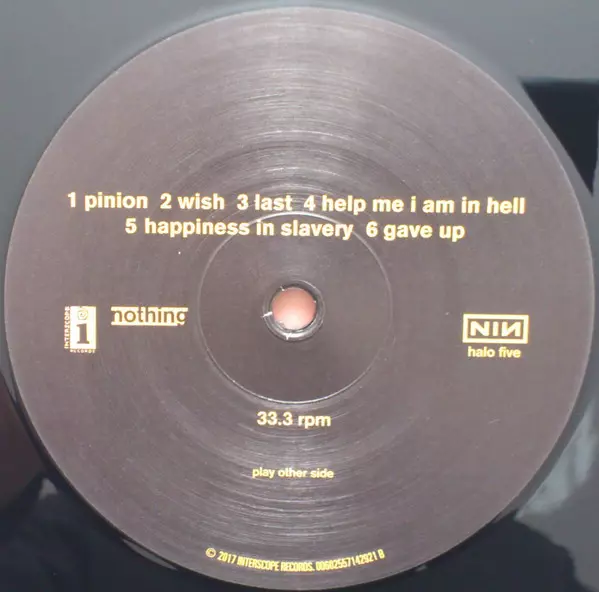 1 pinion 2 wish 3 last 4 help me i am in hell
5 happiness in slavery 6 gave up
INTERSCOPE
i
RECORDS
nothing
NIN
halo five
33.3 rpm
play other side
© 2017 INTERSCOPE RECORDS. 00602557142921 B